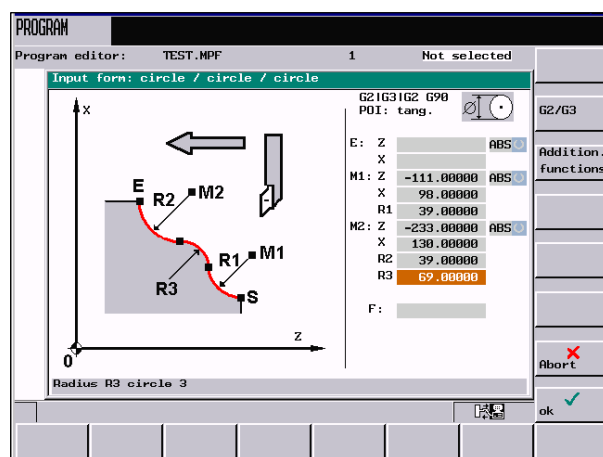 PROGRAM
Program editor: TEST.MPF 1 Not selected
Input form: circle / circle / circle
G2|G3|G2 G90
POI: tang.
G2/G3
Addition.
functions
X
E: Z ABS
X
M1: Z -111.00000 ABS
X 98.00000
R1 39.00000
M2: Z -233.00000 ABS
X 130.00000
R2 39.00000
R3 69.00000
F:
E
R2
M2
R1
M1
R3
S
Z
0
Abort
Radius R3 circle 3
ok